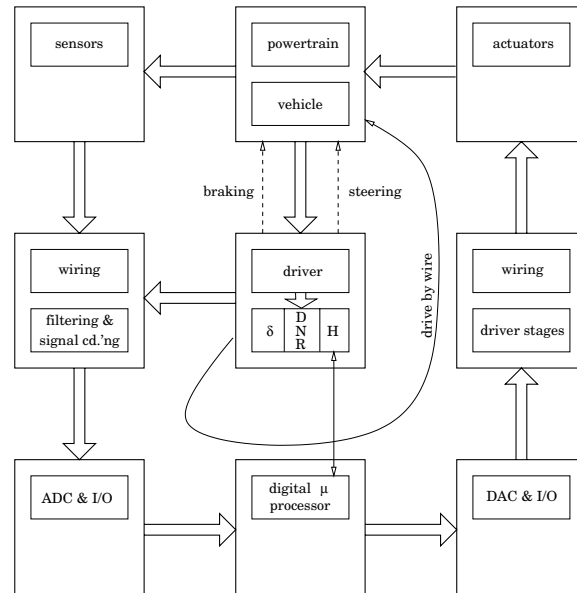 sensors
powertrain
actuators
vehicle
braking
steering
wiring
driver
wiring
filtering &
signal cd.'ng
δ
D
N
R
H
drive by wire
driver stages
ADC & I/O
digital μ
processor
DAC & I/O